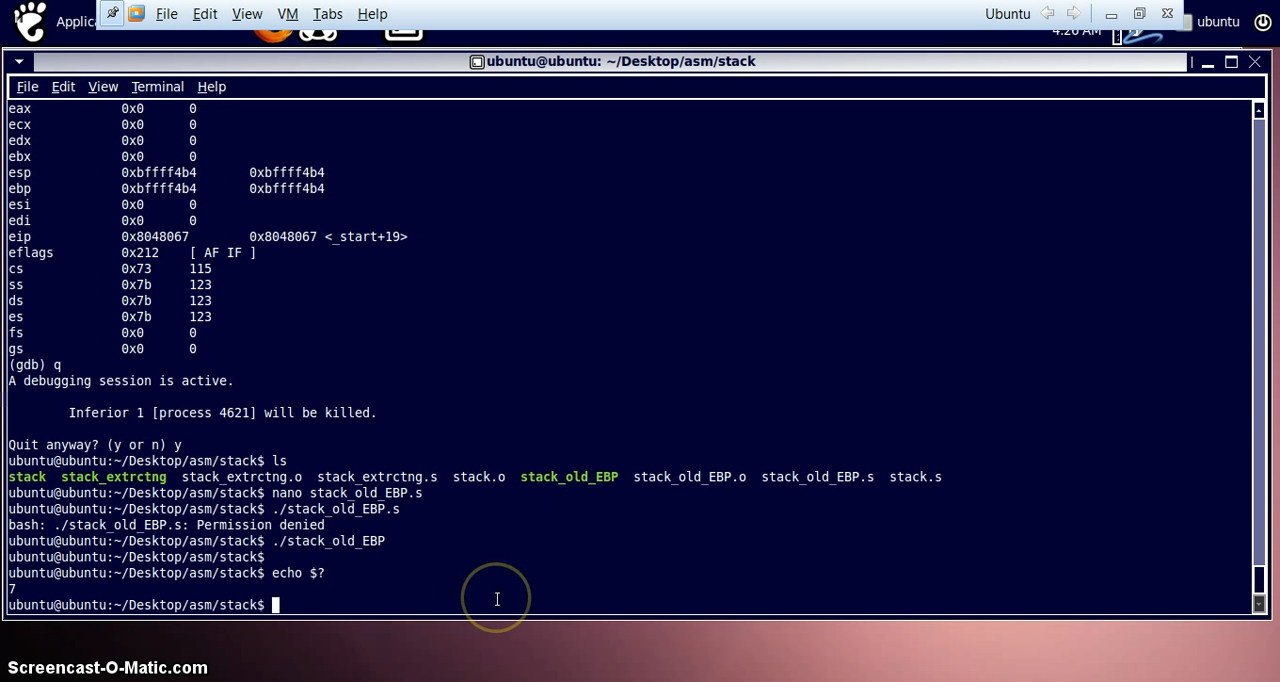 File Edit View VM Tabs Help Ubuntu
Applica ubuntu
4:26 AM
ubuntu@ubuntu: ~/Desktop/asm/stack
File Edit View Terminal Help
eax 0x0 0
ecx 0x0 0
edx 0x0 0
ebx 0x0 0
esp 0xbffff4b4 0xbffff4b4
ebp 0xbffff4b4 0xbffff4b4
esi 0x0 0
edi 0x0 0
eip 0x8048067 0x8048067 <_start+19>
eflags 0x212 [ AF IF ]
cs 0x73 115
ss 0x7b 123
ds 0x7b 123
es 0x7b 123
fs 0x0 0
gs 0x0 0
(gdb) q
A debugging session is active.
Inferior 1 [process 4621] will be killed.
Quit anyway? (y or n) y
ubuntu@ubuntu:~/Desktop/asm/stack$ ls
stack stack_extrctng stack_extrctng.o stack_extrctng.s stack.o stack_old_EBP stack_old_EBP.o stack_old_EBP.s stack.s
ubuntu@ubuntu:~/Desktop/asm/stack$ nano stack_old_EBP.s
ubuntu@ubuntu:~/Desktop/asm/stack$ ./stack_old_EBP.s
bash: ./stack_old_EBP.s: Permission denied
ubuntu@ubuntu:~/Desktop/asm/stack$ ./stack_old_EBP
ubuntu@ubuntu:~/Desktop/asm/stack$
ubuntu@ubuntu:~/Desktop/asm/stack$ echo $?
7
ubuntu@ubuntu:~/Desktop/asm/stack$
Screencast-O-Matic.com